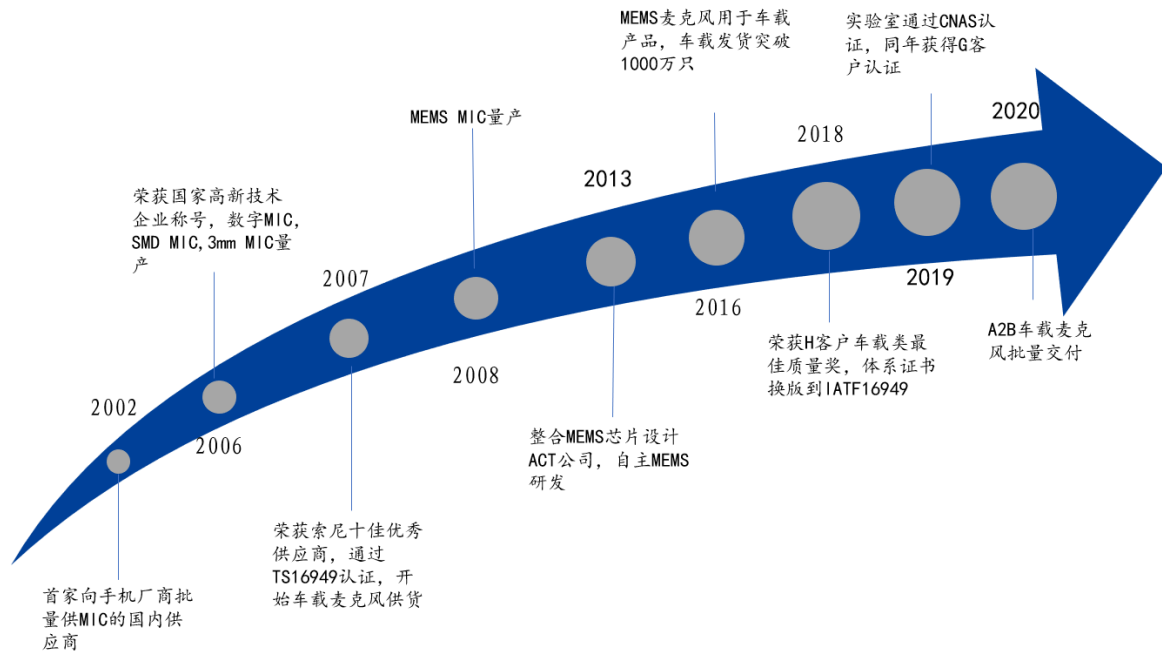 MEMS麦克风用于车载
产品，车载发货突破
1000万只
实验室通过CNAS认
证，同年获得G客
户认证
MEMS MIC量产
2018
2020
荣获国家高新技术
企业称号，数字MIC，
SMD MIC,3mm MIC量
产
2013
2007
2019
2016
2008
2002
2006
荣获H客户车载类最
佳质量奖，体系证书
换版到IATF16949
A2B车载麦克
风批量交付
整合MEMS芯片设计
ACT公司，自主MEMS
研发
荣获索尼十佳优秀
供应商，通过
TS16949认证，开
始车载麦克风供货
首家向手机厂商批
量供MIC的国内供
应商